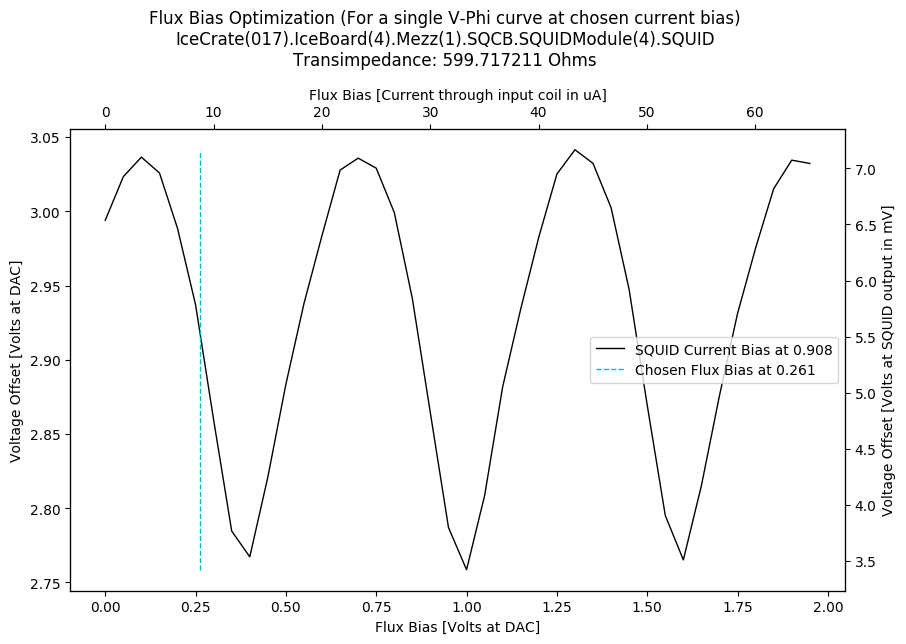 Flux Bias Optimization (For a single V-Phi curve at chosen current bias)
IceCrate(017).IceBoard(4).Mezz(1).SQCB.SQUIDModule(4).SQUID
Transimpedance: 599.717211 Ohms
Flux Bias [Current through input coil in uA]
0 10 20 30 40 50 60
3.05
3.00
2.95
2.90
2.85
2.80
2.75
Voltage Offset [Volts at DAC]
7.0
6.5
6.0
5.5
5.0
4.5
4.0
3.5
Voltage Offset [Volts at SQUID output in mV]
SQUID Current Bias at 0.908
Chosen Flux Bias at 0.261
0.00 0.25 0.50 0.75 1.00 1.25 1.50 1.75 2.00
Flux Bias [Volts at DAC]